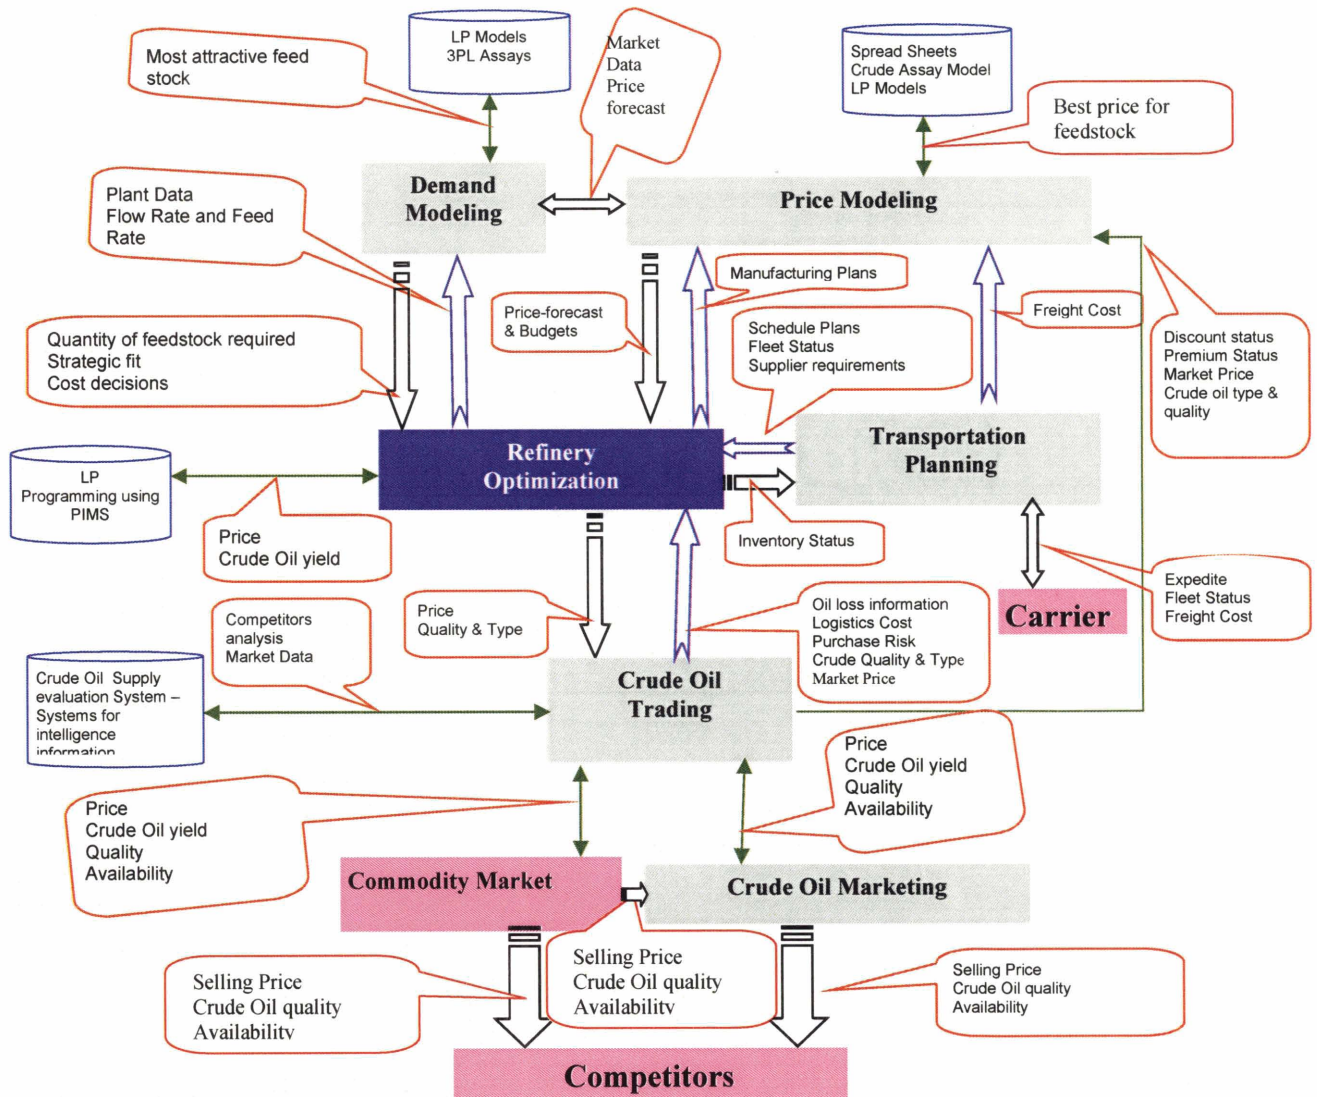 LP Models
3PL Assays
Most attractive feed
stock
Market
Data
Price
forecast
Spread Sheets
Crude Assay Model
LP Models
Best price for
feedstock
Demand
Modeling
Price Modeling
Plant Data
Flow Rate and Feed
Rate
Manufacturing Plans
Price-forecast
& Budgets
Freight Cost
Schedule Plans
Fleet Status
Supplier requirements
Quantity of feedstock required
Strategic fit
Cost decisions
Discount status
Premium Status
Market Price
Crude oil type &
quality
Refinery
Optimization
Transportation
Planning
LP
Programming using
PIMS
Price
Crude Oil yield
Inventory Status
Competitors
analysis
Market Data
Price
Quality & Type
Oil loss information
Logistics Cost
Purchase Risk
Crude Quality & Type
Market Price
Carrier
Expedite
Fleet Status
Freight Cost
Crude Oil Supply
evaluation System –
Systems for
intelligence
information
Crude Oil
Trading
Price
Crude Oil yield
Quality
Availability
Price
Crude Oil yield
Quality
Availability
Commodity Market
Crude Oil Marketing
Selling Price
Crude Oil quality
Availability
Selling Price
Crude Oil quality
Availability
Selling Price
Crude Oil quality
Availability
Competitors